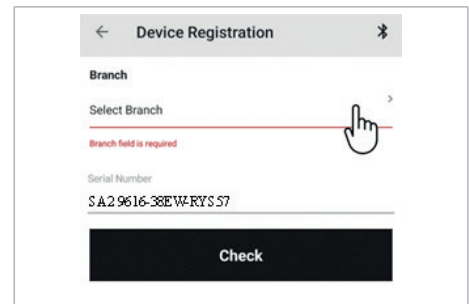 Device Registration
Branch
Select Branch
Branch field is required
Serial Number
SA29616-38EW-RYS57
Check